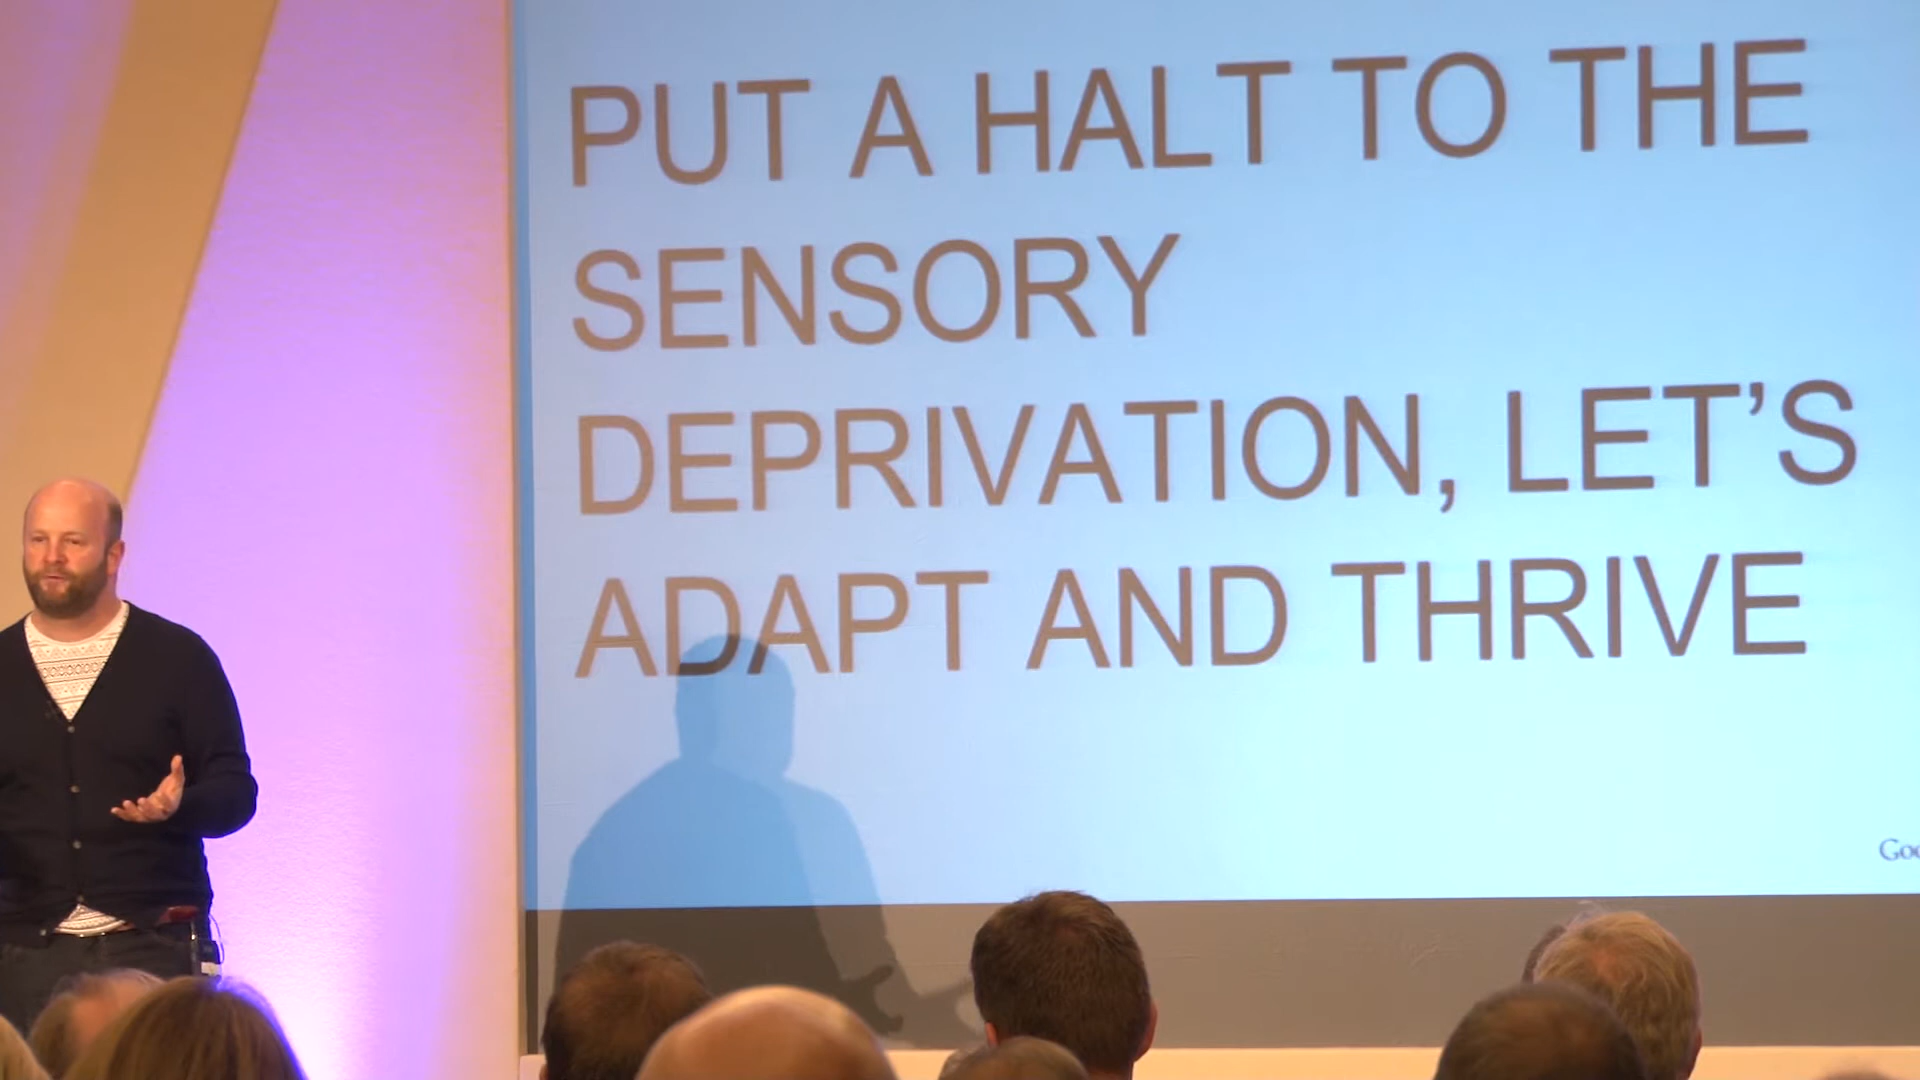 PUT A HALT TO THE
SENSORY
DEPRIVATION, LET'S
ADAPT AND THRIVE